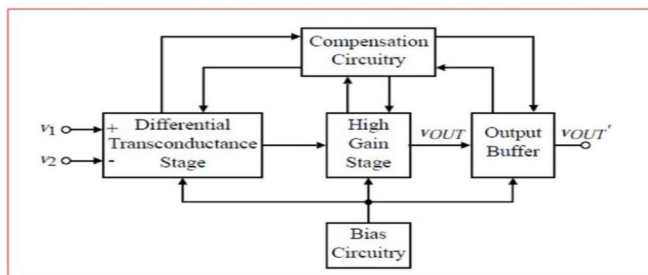 Compensation
Circuitry
v1
+
Differential
Transconductance
Stage
v2
-
High
Gain
Stage
vOUT
Output
Buffer
vOUT'
Bias
Circuitry